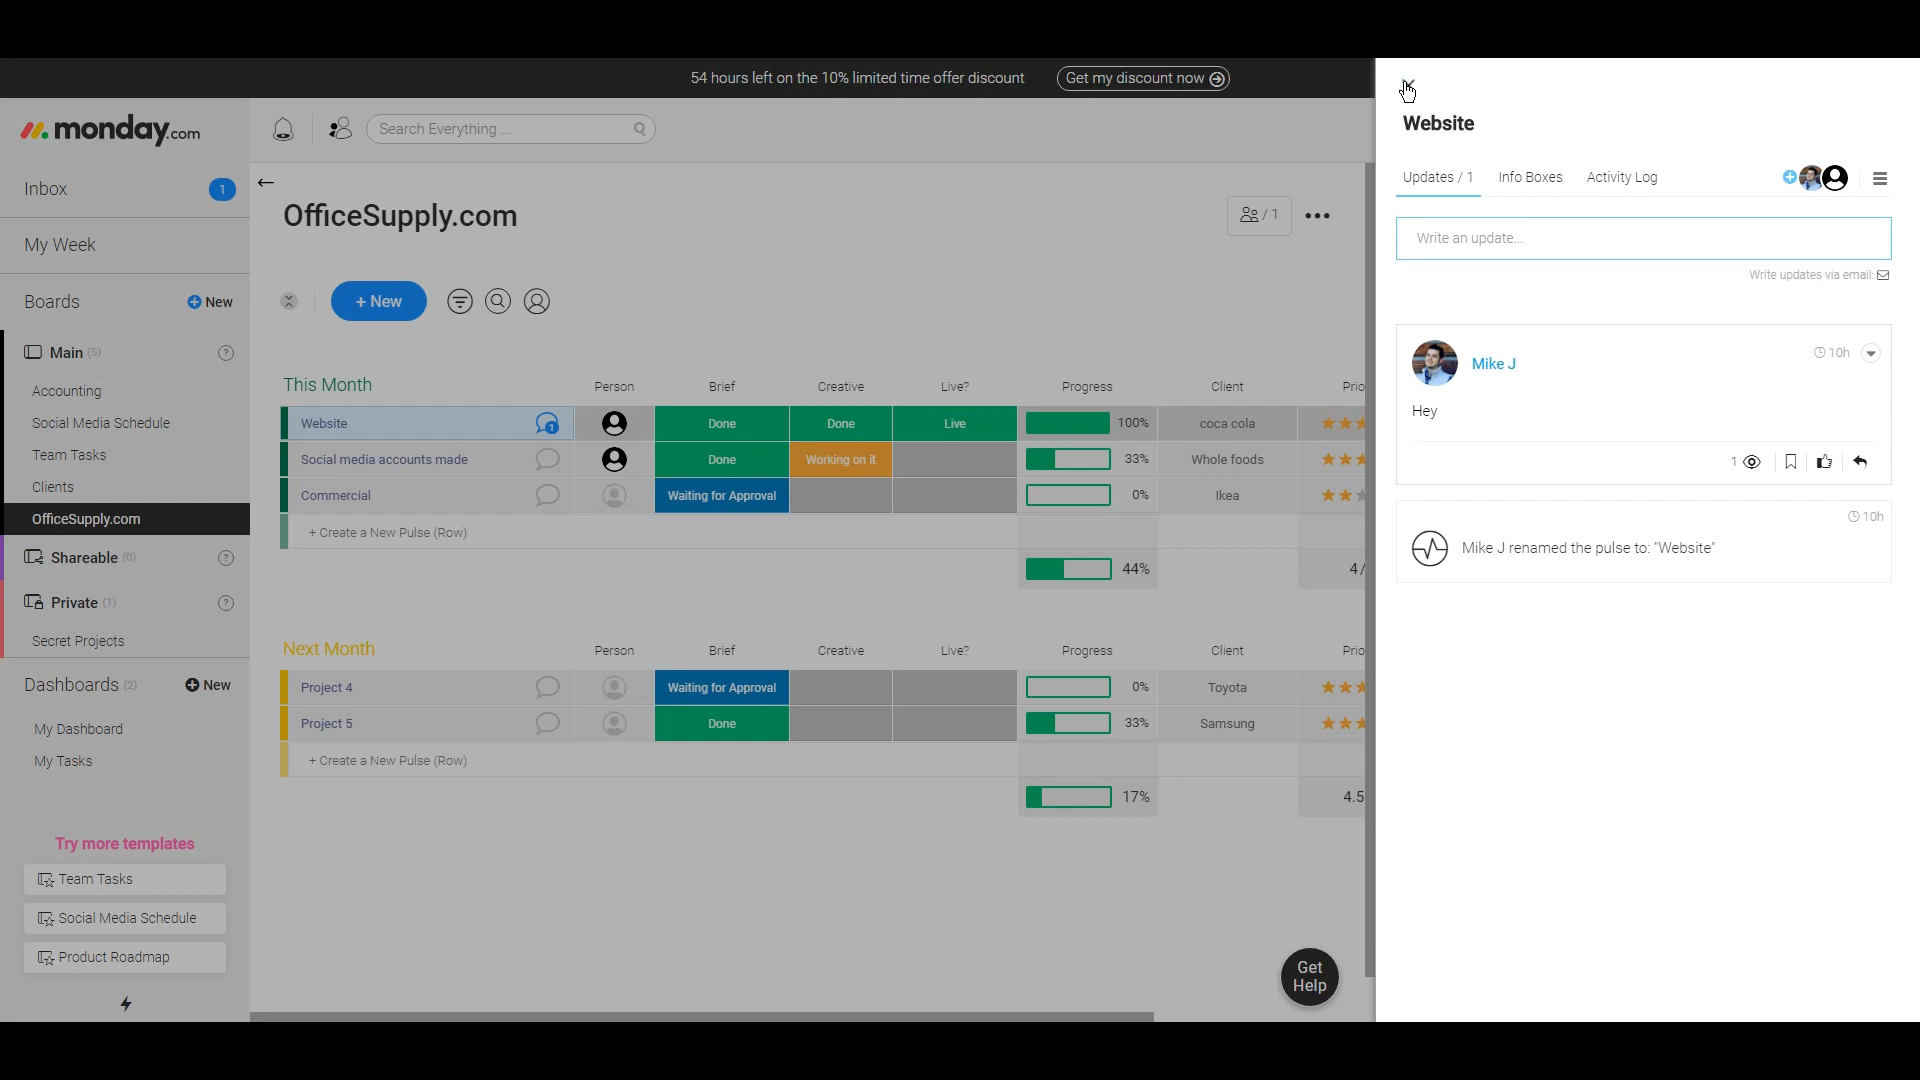 54 hours left on the 10% limited time offer discount Get my discount now
monday.com
Search Everything ...
Inbox 1
My Week
Boards New
Main (5) ?
Accounting
Social Media Schedule
Team Tasks
Clients
OfficeSupply.com
Shareable (0) ?
Private (1) ?
Secret Projects
Dashboards (2) New
My Dashboard
My Tasks
Try more templates
Team Tasks
Social Media Schedule
Product Roadmap
OfficeSupply.com
/ 1
+ New
This Month Person Brief Creative Live? Progress Client Prio
Website 1 Done Done Live 100% coca cola
Social media accounts made Done Working on it 33% Whole foods
Commercial Waiting for Approval 0% Ikea
+ Create a New Pulse (Row)
44% 4/
Next Month Person Brief Creative Live? Progress Client Prio
Project 4 Waiting for Approval 0% Toyota
Project 5 Done 33% Samsung
+ Create a New Pulse (Row)
17% 4.5
Get
Help
Website
Updates / 1 Info Boxes Activity Log
Write an update...
Write updates via email:
Mike J 10h
Hey
1
10h
Mike J renamed the pulse to: "Website"